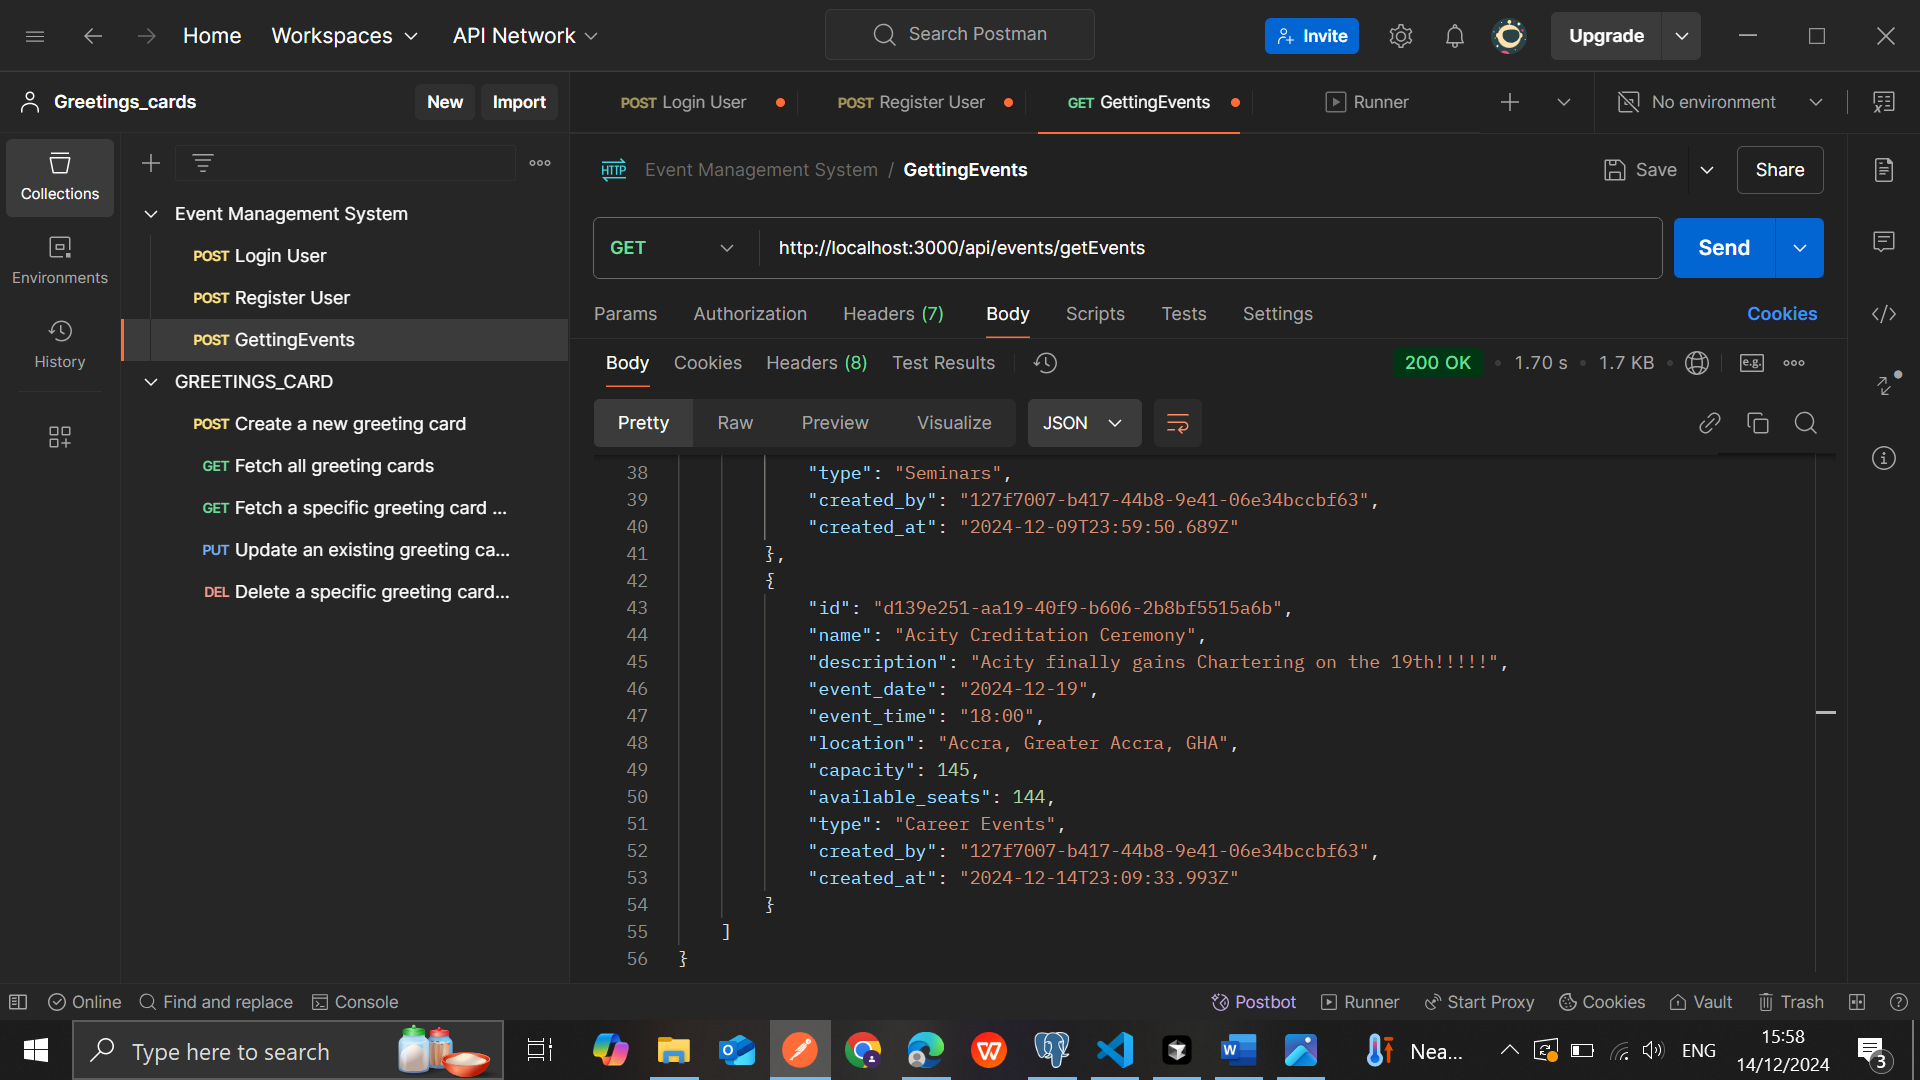 Home
Workspaces
API Network
Search Postman
Invite
Upgrade
Greetings_cards
New
Import
POST Login User
POST Register User
GET GettingEvents
Runner
No environment
Collections
Environments
History
Event Management System
POST Login User
POST Register User
POST GettingEvents
GREETINGS_CARD
POST Create a new greeting card
GET Fetch all greeting cards
GET Fetch a specific greeting card ...
PUT Update an existing greeting ca...
DEL Delete a specific greeting card...
HTTP Event Management System / GettingEvents
Save
Share
GET
http://localhost:3000/api/events/getEvents
Send
Params
Authorization
Headers (7)
Body
Scripts
Tests
Settings
Cookies
Body
Cookies
Headers (8)
Test Results
200 OK
1.70 s
1.7 KB
e.g.
Pretty
Raw
Preview
Visualize
JSON
38 "type": "Seminars",
39 "created_by": "127f7007-b417-44b8-9e41-06e34bccbf63",
40 "created_at": "2024-12-09T23:59:50.689Z"
41 },
42 {
43 "id": "d139e251-aa19-40f9-b606-2b8bf5515a6b",
44 "name": "Acity Creditation Ceremony",
45 "description": "Acity finally gains Chartering on the 19th!!!!!",
46 "event_date": "2024-12-19",
47 "event_time": "18:00",
48 "location": "Accra, Greater Accra, GHA",
49 "capacity": 145,
50 "available_seats": 144,
51 "type": "Career Events",
52 "created_by": "127f7007-b417-44b8-9e41-06e34bccbf63",
53 "created_at": "2024-12-14T23:09:33.993Z"
54 }
55 ]
56 }
Online
Find and replace
Console
Postbot
Runner
Start Proxy
Cookies
Vault
Trash
Type here to search
Nea...
ENG
15:58
14/12/2024
3